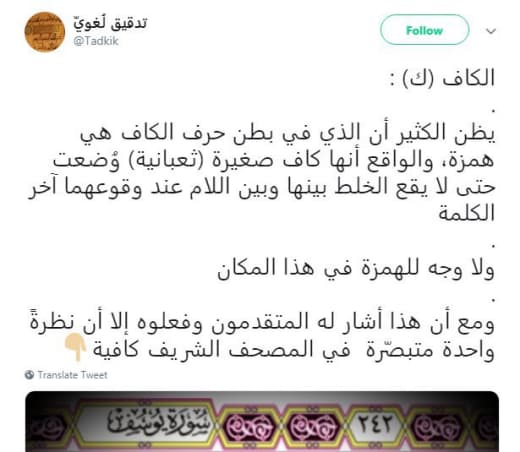 تدقيق لُغويّ
@Tadkik
Follow
الكاف (ك) :
.
يظن الكثير أن الذي في بطن حرف الكاف هي
همزة، والواقع أنها كاف صغيرة (ثعبانية) وُضعت
حتى لا يقع الخلط بينها وبين اللام عند وقوعهما آخر
الكلمة
.
ولا وجه للهمزة في هذا المكان
.
ومع أن هذا أشار له المتقدمون وفعلوه إلا أن نظرةً
واحدة متبصّرة في المصحف الشريف كافية 👇
Translate Tweet
سُورَةُ يُوسُفَ ٢٤٢